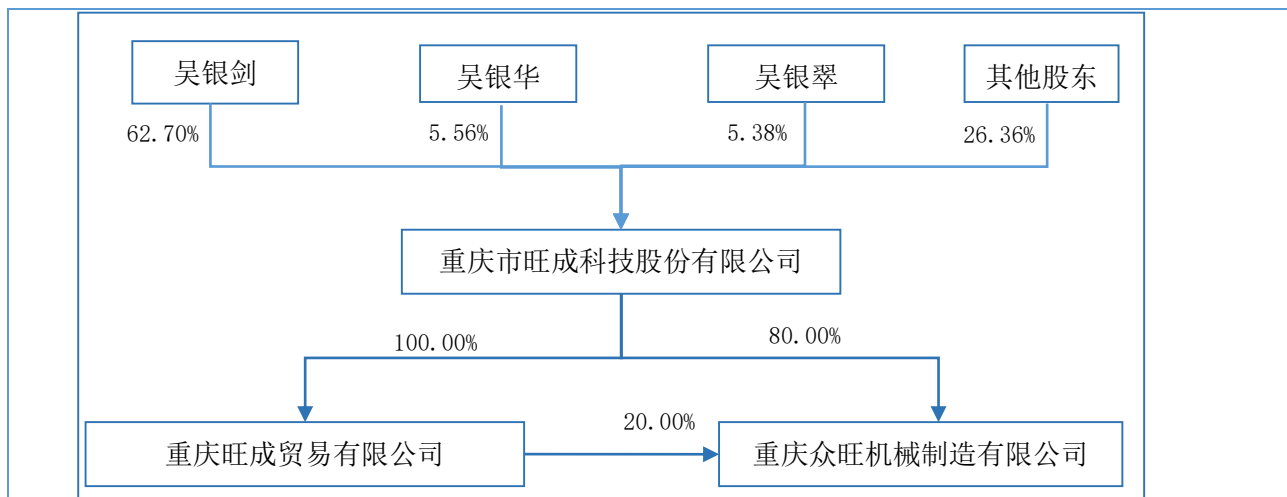 吴银剑
吴银华
吴银翠
其他股东
62.70%
5.56%
5.38%
26.36%
重庆市旺成科技股份有限公司
100.00%
80.00%
重庆旺成贸易有限公司
20.00%
重庆众旺机械制造有限公司